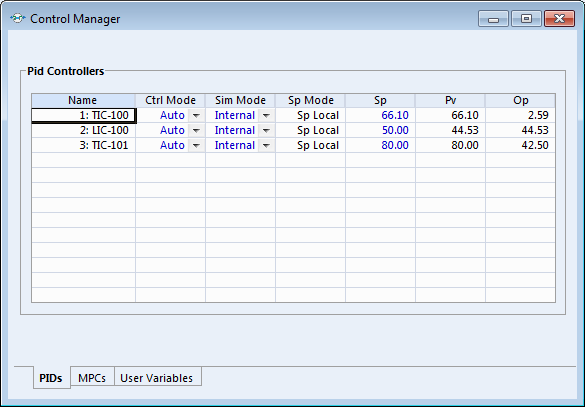 Control Manager
Pid Controllers
Name Ctrl Mode Sim Mode Sp Mode Sp Pv Op
1: TIC-100 Auto Internal Sp Local 66.10 66.10 2.59
2: LIC-100 Auto Internal Sp Local 50.00 44.53 44.53
3: TIC-101 Auto Internal Sp Local 80.00 80.00 42.50
PIDs MPCs User Variables